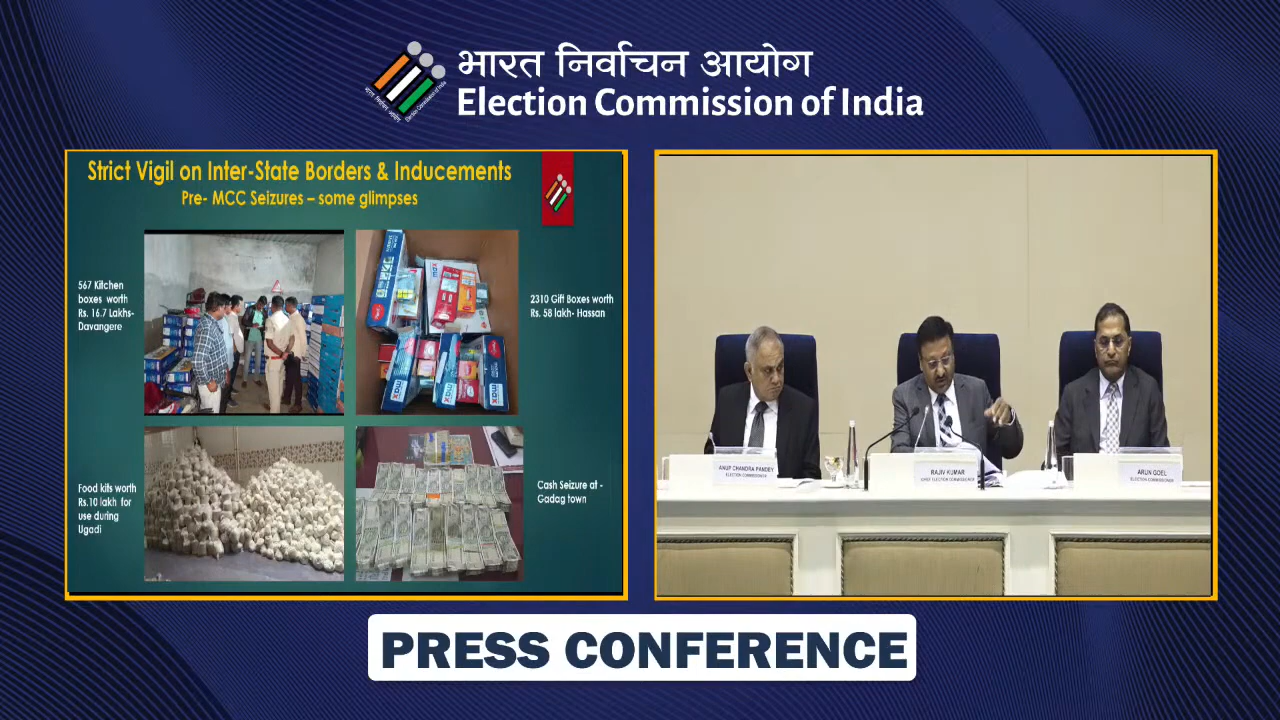 भारत निर्वाचन आयोग
Election Commission of India
Strict Vigil on Inter-State Borders & Inducements
Pre- MCC Seizures – some glimpses
567 Kitchen
boxes worth
Rs. 16.7 Lakhs-
Davangere
2310 Gift Boxes worth
Rs. 58 lakh- Hassan
Food kits worth
Rs.10 lakh for
use during
Ugadi
Cash Seizure at -
Gadag town
max
max
max
ANUP CHANDRA PANDEY
ELECTION COMMISSIONER
RAJIV KUMAR
CHIEF ELECTION COMMISSIONER
ARUN GOEL
ELECTION COMMISSIONER
PRESS CONFERENCE